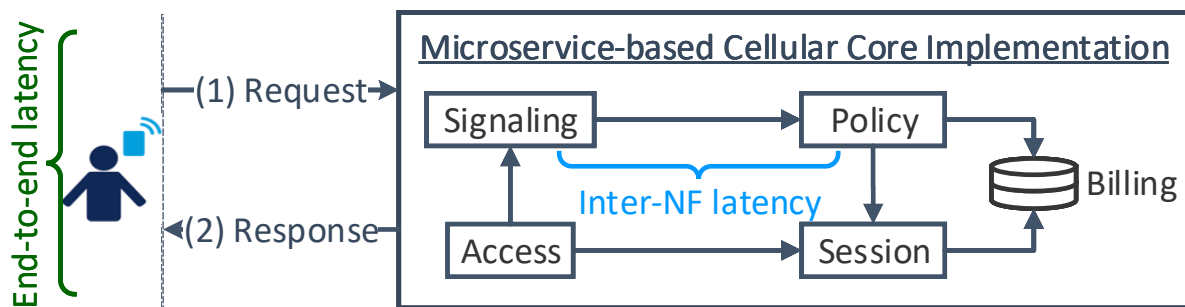 End-to-end latency
Microservice-based Cellular Core Implementation
(1) Request
Signaling
Policy
Billing
Inter-NF latency
(2) Response
Access
Session